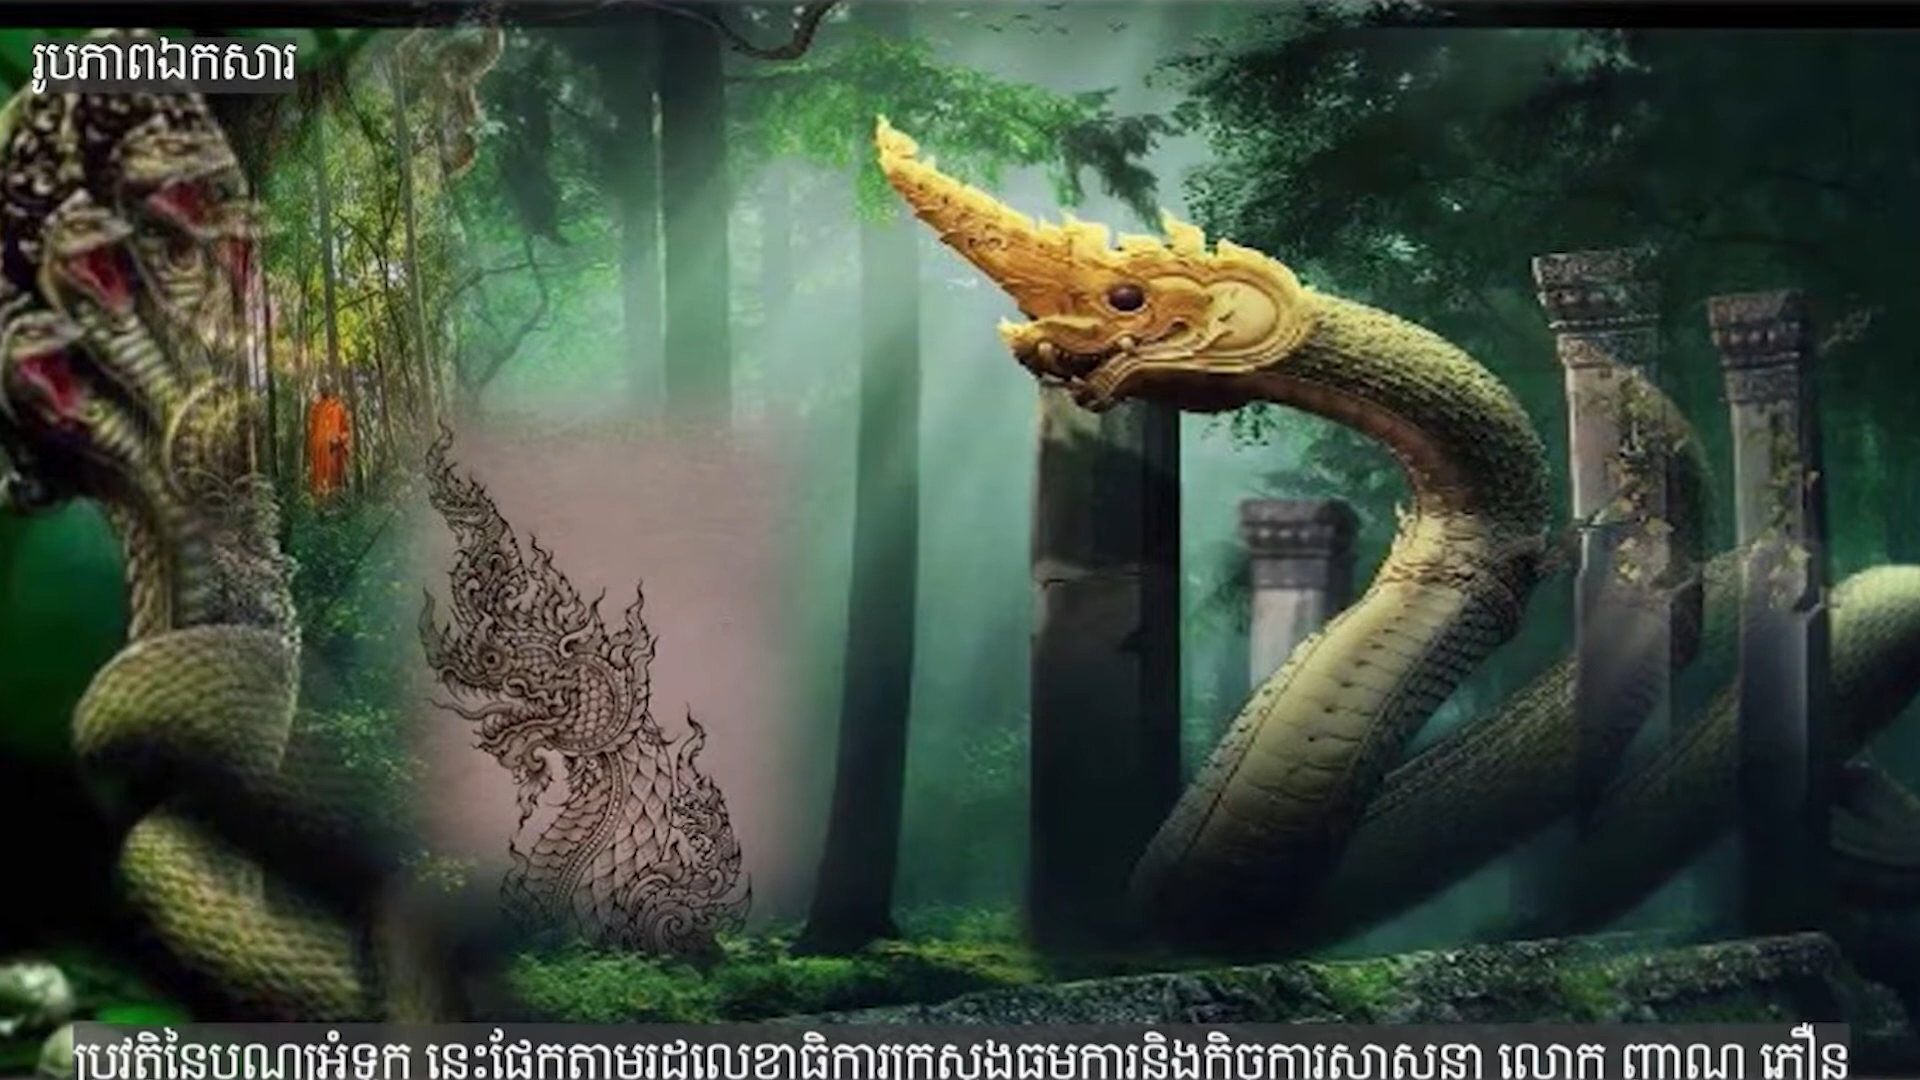 រូបភាពឯកសារ
ប្រវត្តិនៃបុណ្យអុំទូក នេះផ្អែកតាមរដ្ឋលេខាធិការក្រសួងធម្មការនិងកិច្ចការសាសនា លោក ញាណ ភឿន